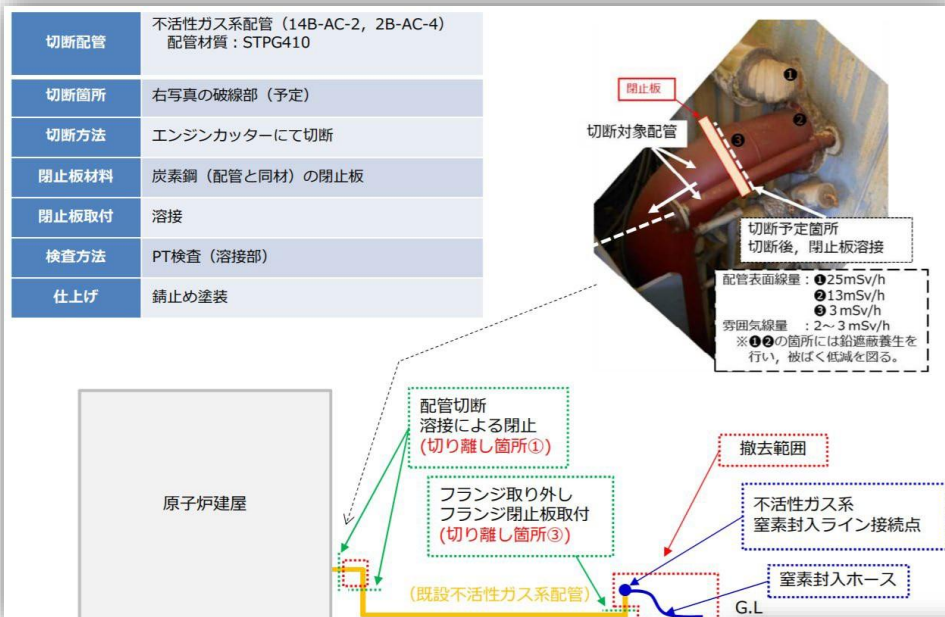 切断配管
不活性ガス系配管（14B-AC-2，2B-AC-4）
配管材質：STPG410
切断箇所
右写真の破線部（予定）
切断方法
エンジンカッターにて切断
閉止板材料
炭素鋼（配管と同材）の閉止板
閉止板取付
溶接
検査方法
PT検査（溶接部）
仕上げ
錆止め塗装
閉止板
切断対象配管
❶
❷
❸
切断予定箇所
切断後，閉止板溶接
配管表面線量：❶25mSv/h
❷13mSv/h
❸3mSv/h
雰囲気線量　：2～3mSv/h
※❶❷の箇所には鉛遮蔽養生を
行い，被ばく低減を図る。
原子炉建屋
配管切断
溶接による閉止
(切り離し箇所①)
フランジ取り外し
フランジ閉止板取付
(切り離し箇所③)
撤去範囲
不活性ガス系
窒素封入ライン接続点
窒素封入ホース
（既設不活性ガス系配管）
G.L